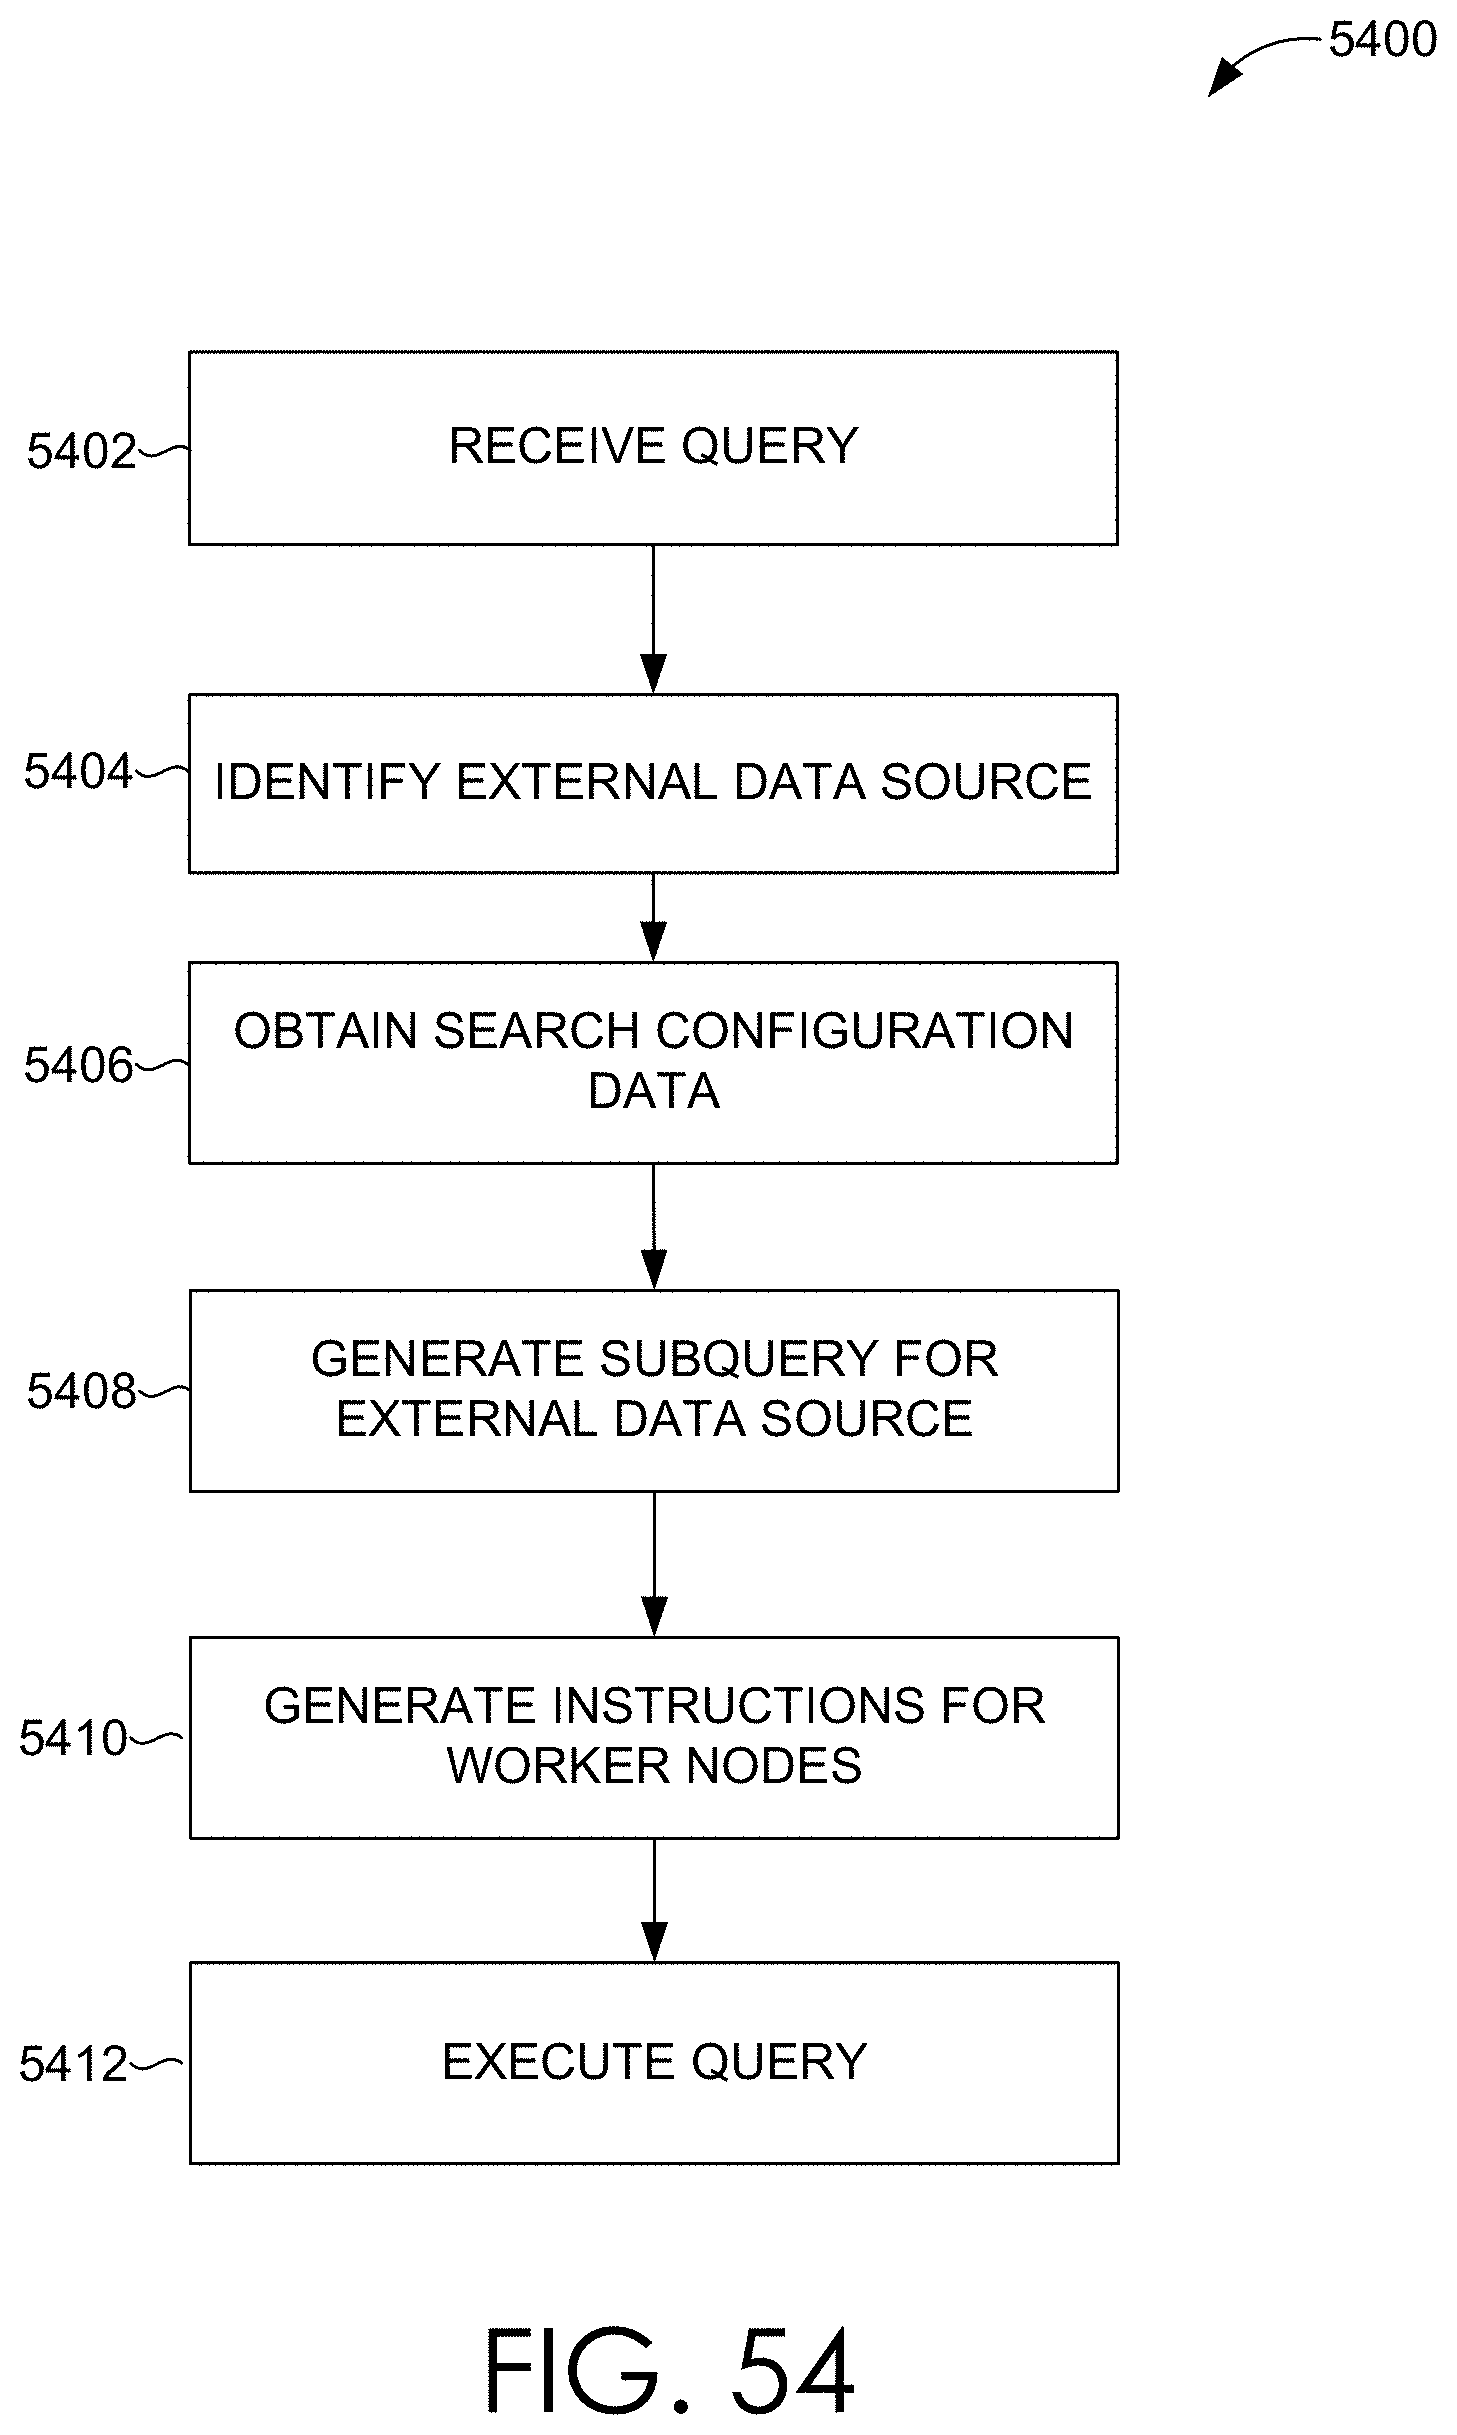 5400
5402
RECEIVE QUERY
5404
IDENTIFY EXTERNAL DATA SOURCE
5406
OBTAIN SEARCH CONFIGURATION
DATA
5408
GENERATE SUBQUERY FOR
EXTERNAL DATA SOURCE
5410
GENERATE INSTRUCTIONS FOR
WORKER NODES
5412
EXECUTE QUERY
FIG. 54